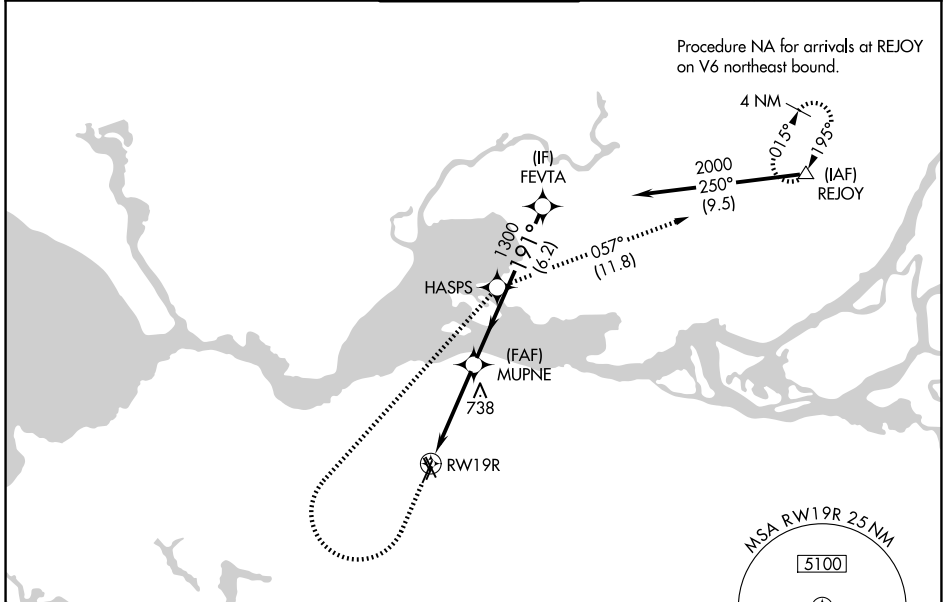 Procedure NA for arrivals at REJOY
on V6 northeast bound.
4 NM
015°
195°
(IAF)
REJOY
2000
250°
(9.5)
(IF)
FEVTA
1300
191°
(6.2)
057°
(11.8)
HASPS
(FAF)
MUPNE
738
RW19R
MSA RW19R 25 NM
5100